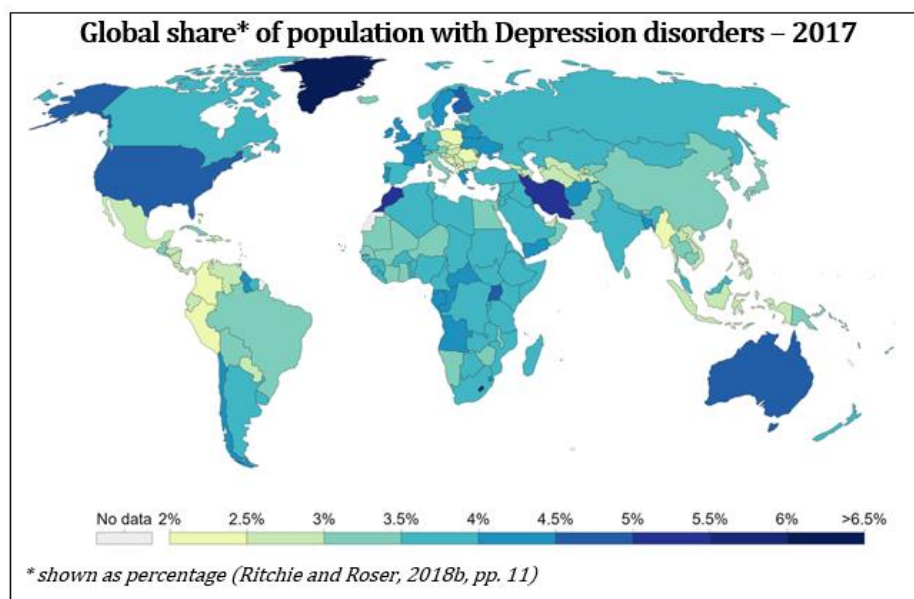 Global share* of population with Depression disorders – 2017
No data 2% 2.5% 3% 3.5% 4% 4.5% 5% 5.5% 6% >6.5%
* shown as percentage (Ritchie and Roser, 2018b, pp. 11)